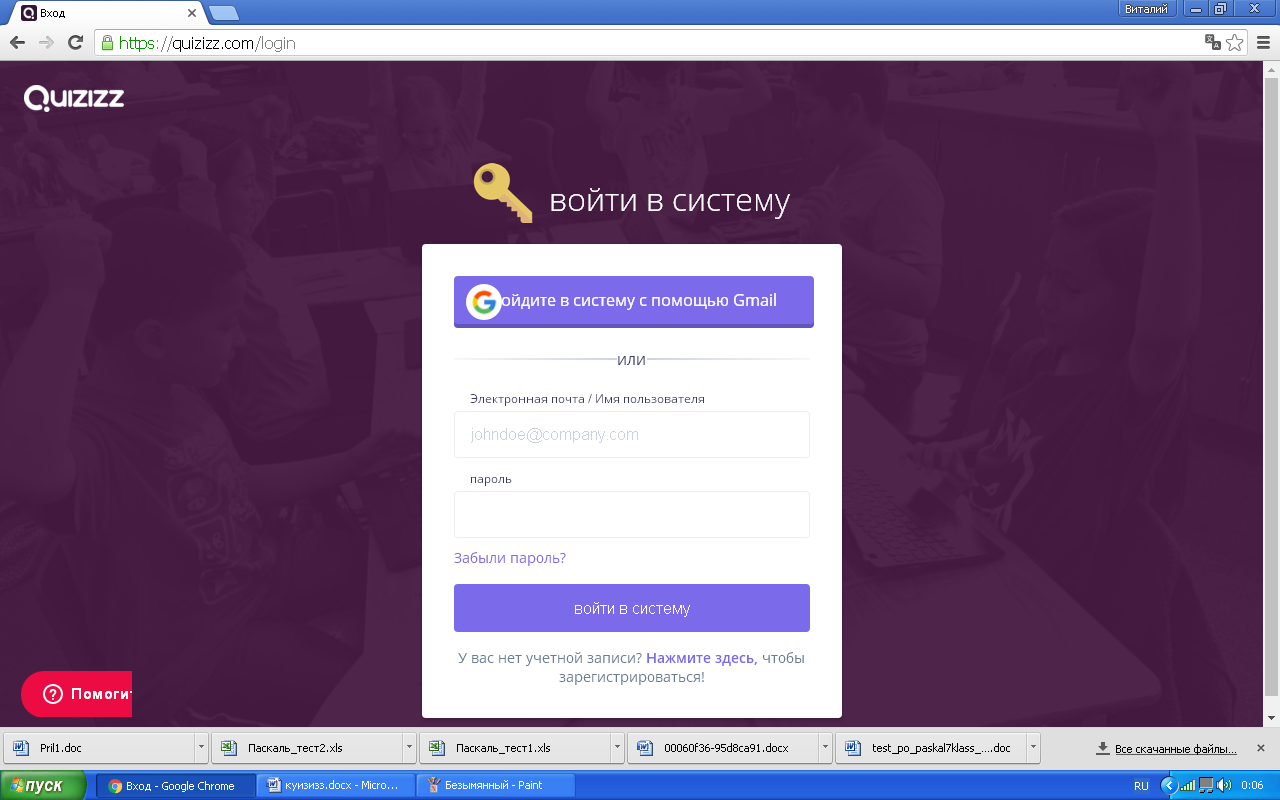 Вход
Виталий
https://quizizz.com/login
Quizizz
войти в систему
ойдите в систему с помощью Gmail
или
Электронная почта / Имя пользователя
johndoe@company.com
пароль
Забыли пароль?
войти в систему
У вас нет учетной записи? Нажмите здесь, чтобы
зарегистрироваться!
Помоги
Pril1.doc
Паскаль_тест2.xls
Паскаль_тест1.xls
00060f36-95d8ca91.docx
test_po_paskal7klass_....doc
Все скачанные файлы...
пуск
Вход - Google Chrome
куизизз.docx - Micro...
Безымянный - Paint
RU
0:06